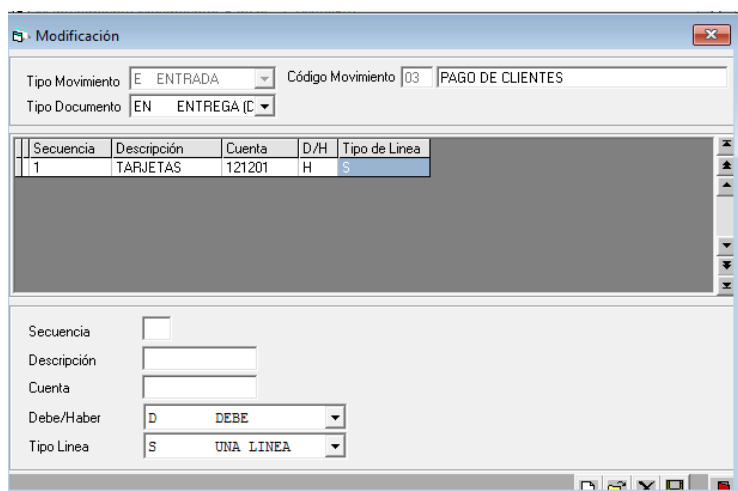 Modificación
Tipo Movimiento E ENTRADA Código Movimiento 03 PAGO DE CLIENTES
Tipo Documento EN ENTREGA (D
Secuencia Descripción Cuenta D/H Tipo de Linea
1 TARJETAS 121201 H S
Secuencia
Descripción
Cuenta
Debe/Haber D DEBE
Tipo Linea S UNA LINEA